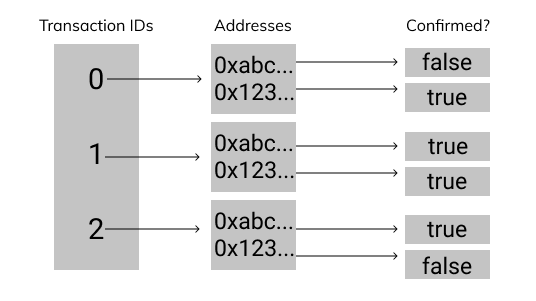 Transaction IDs Addresses Confirmed?
0 0xabc... false
0x123... true
1 0xabc... true
0x123... true
2 0xabc... true
0x123... false